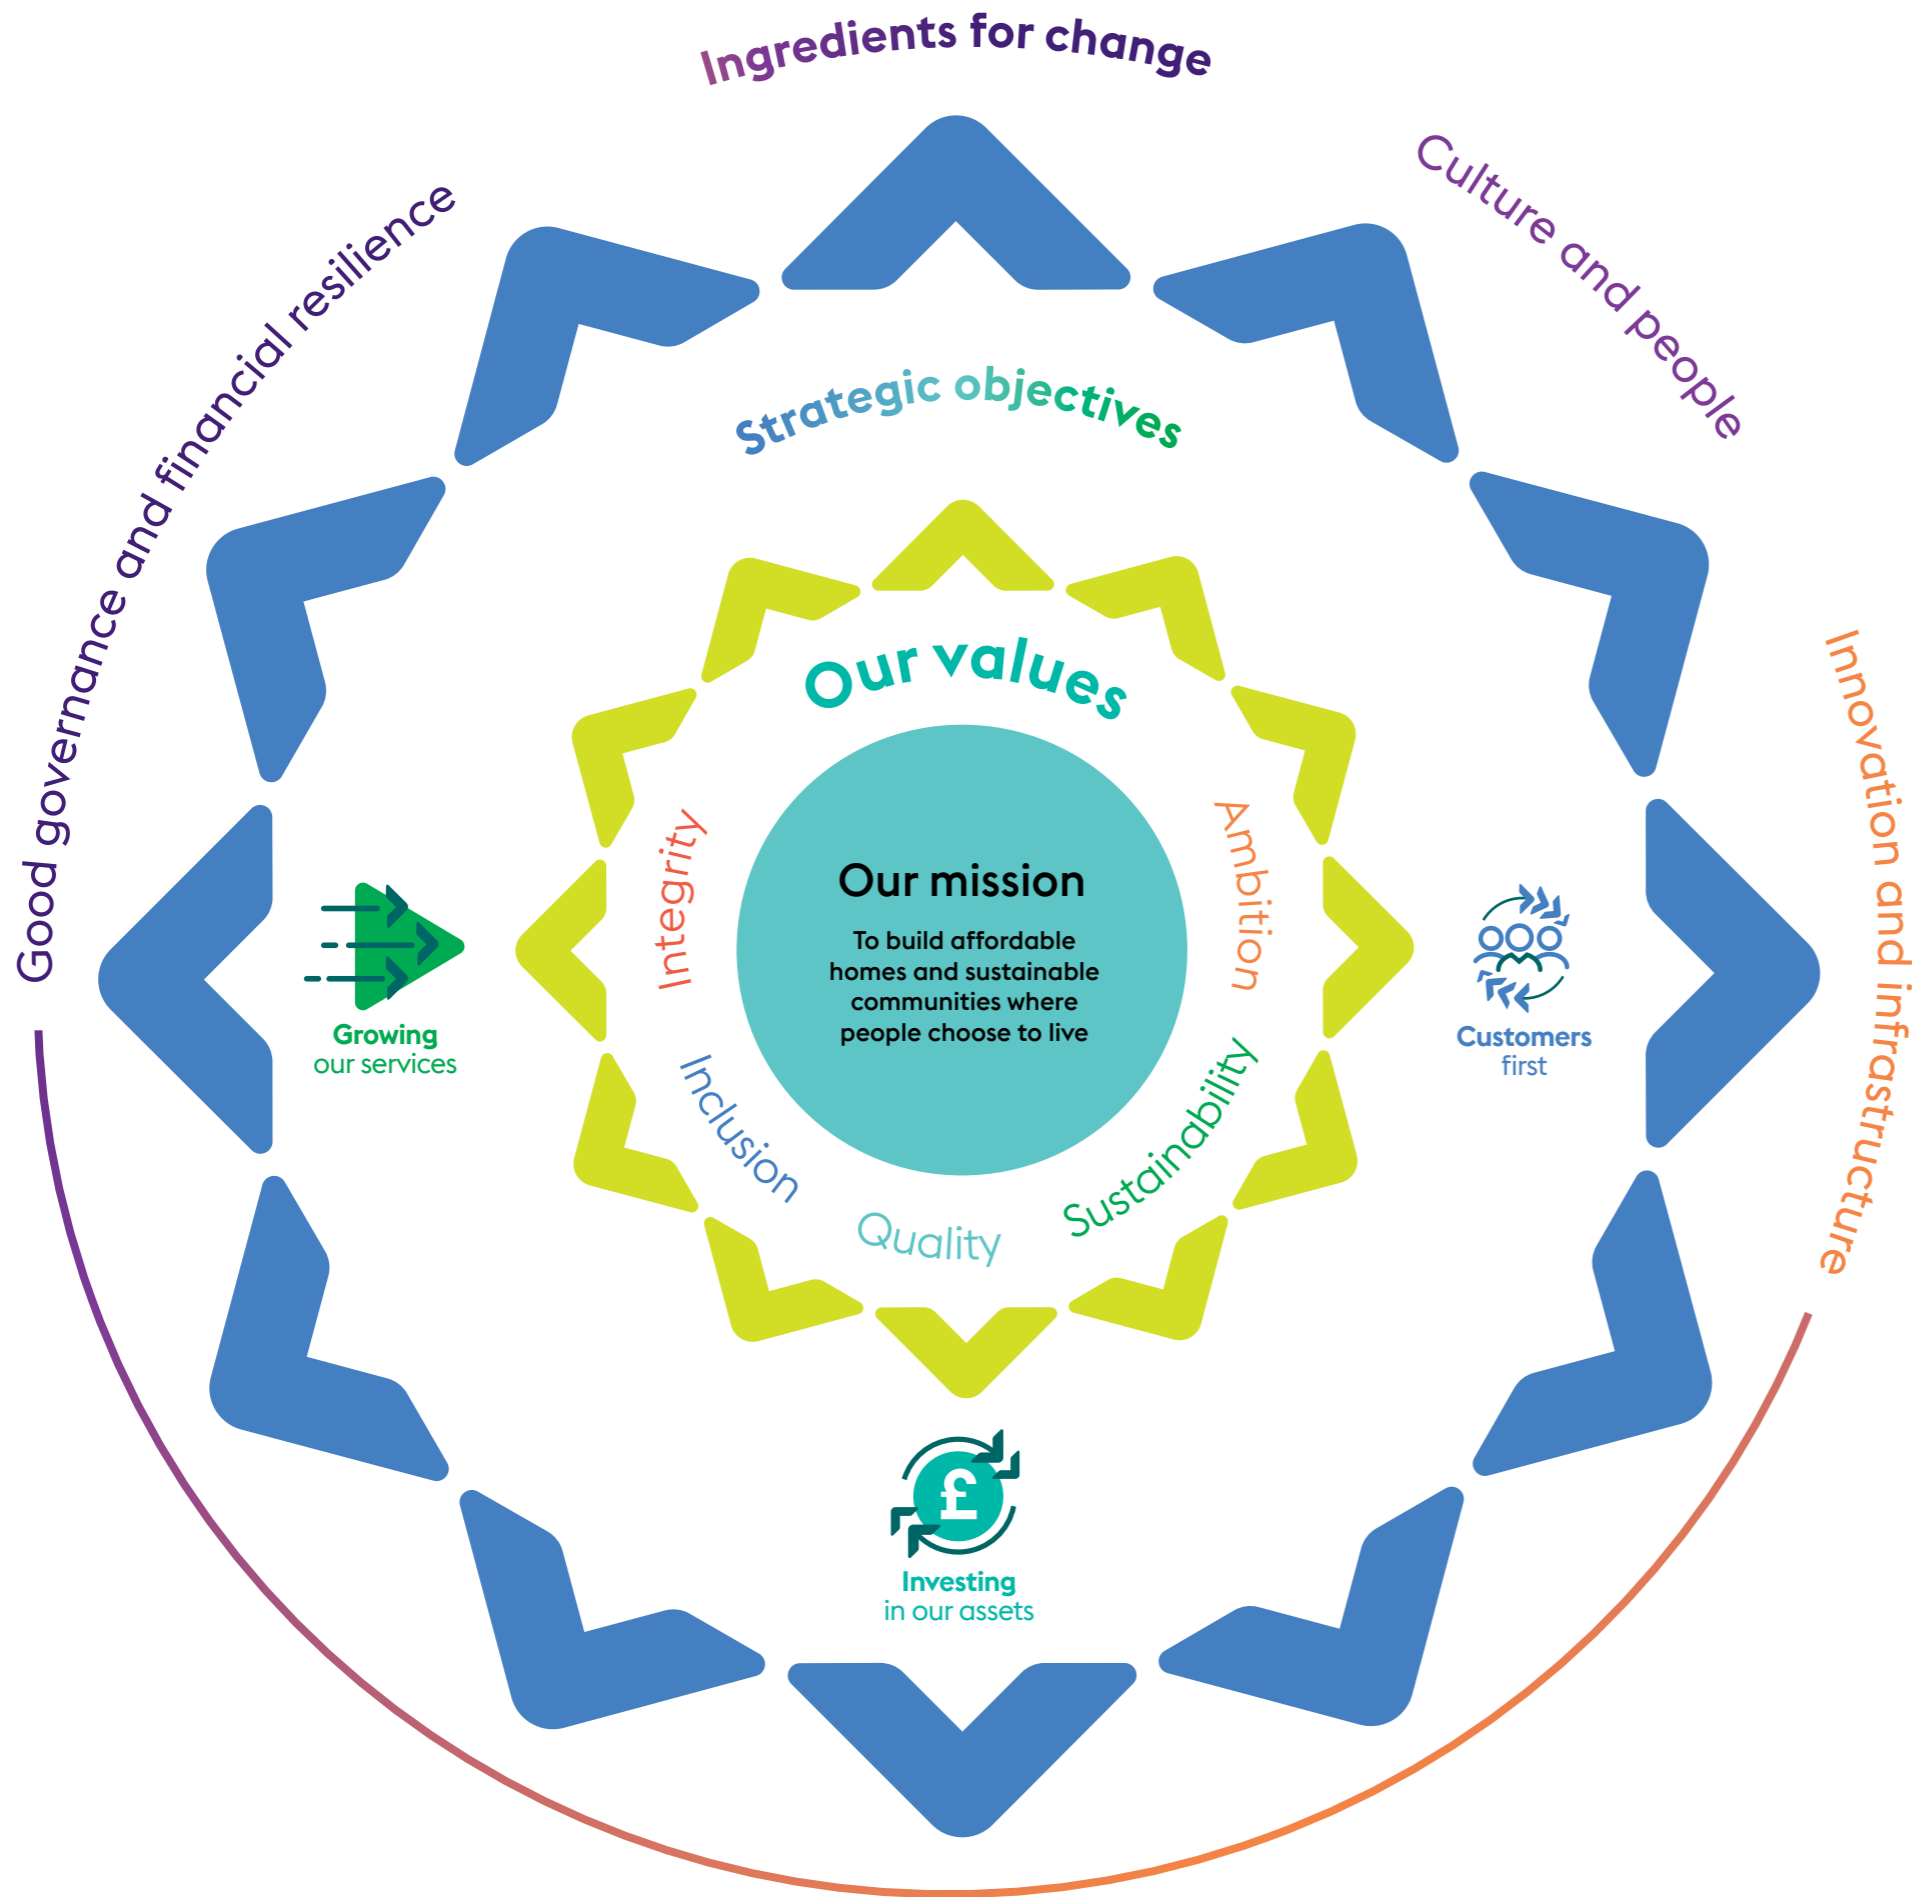 Ingredients for change
Culture and people
Innovation and infrastructure
Good governance and financial resilience
Strategic objectives
Customers
first
Investing
in our assets
Growing
our services
£
Our values
Ambition
Sustainability
Quality
Inclusion
Integrity
Our mission
To build affordable
homes and sustainable
communities where
people choose to live